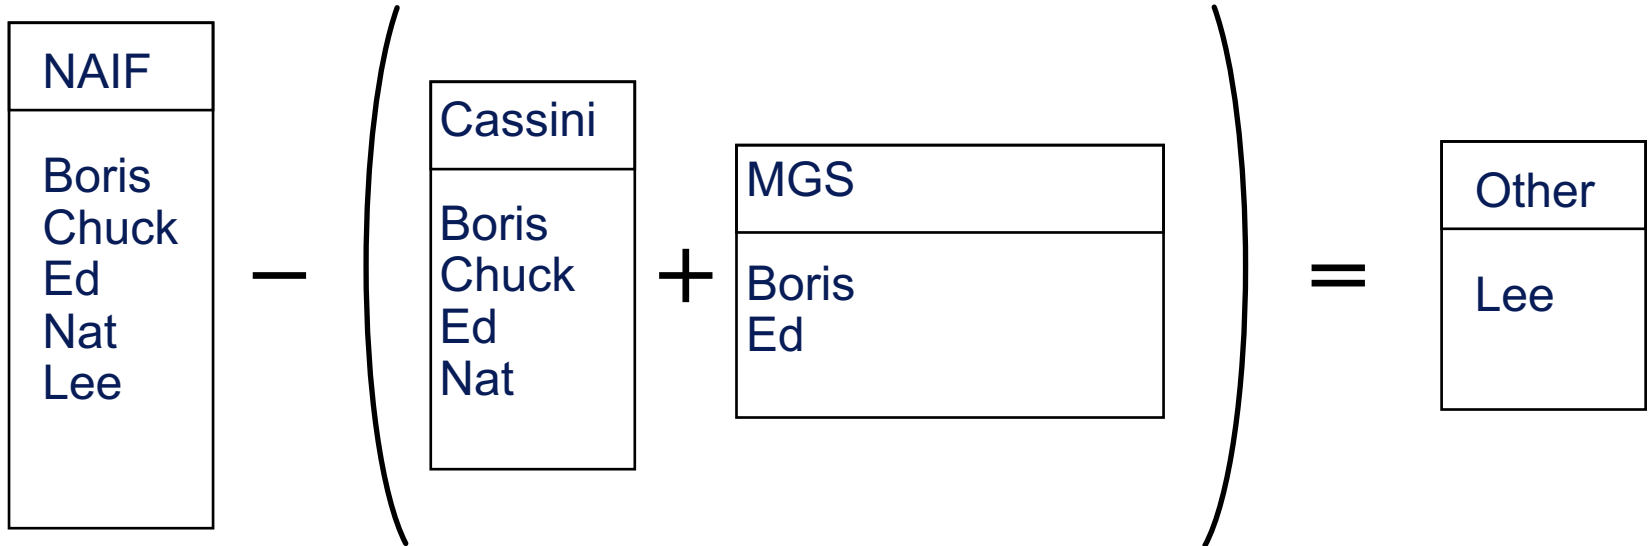 NAIF
Boris
Chuck
Ed
Nat
Lee
−
Cassini
Boris
Chuck
Ed
Nat
+
MGS
Boris
Ed
=
Other
Lee